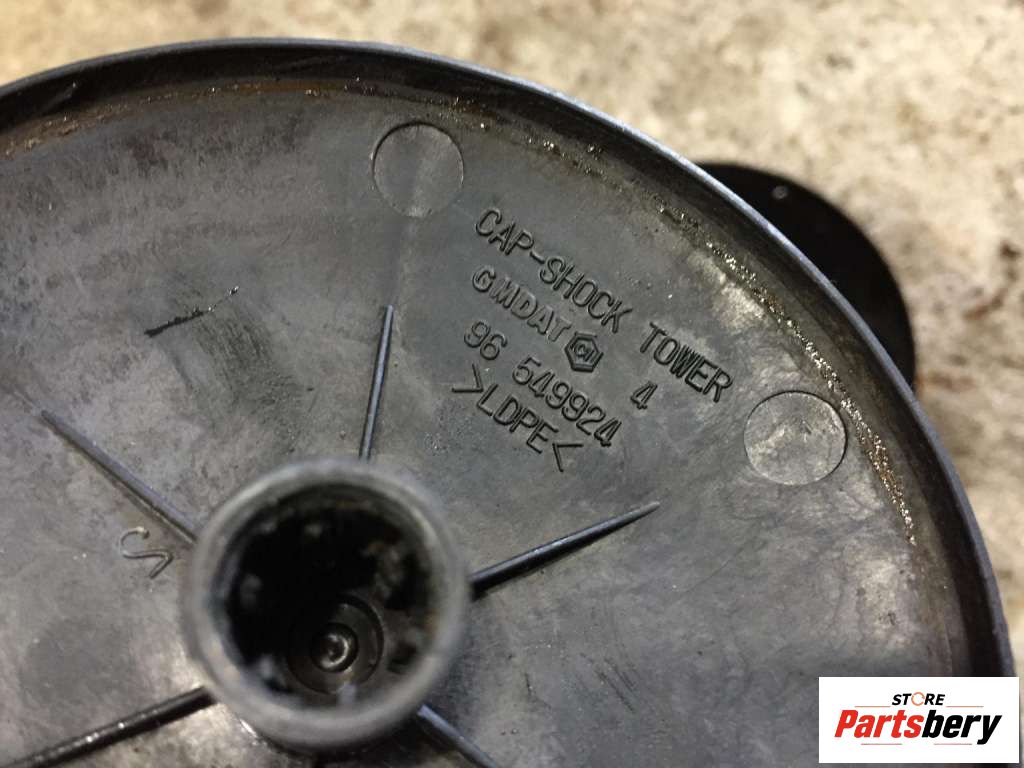 CAP-SHOCK TOWER
GMDAT 4
96 549924
>LDPE<
STORE
Partsbery